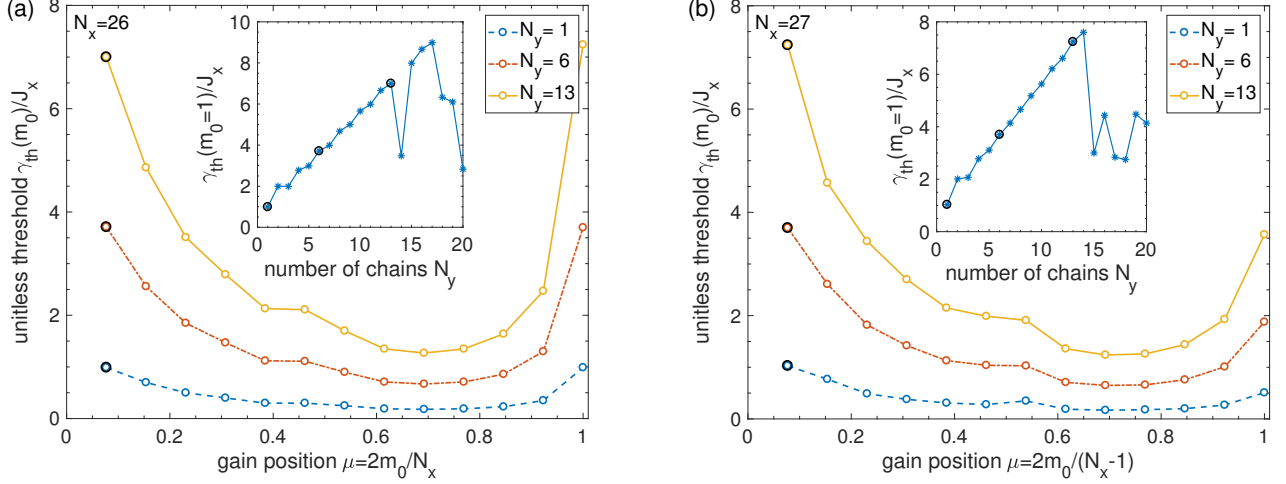 (a)
N_x=26
unitless threshold γ_th(m_0)/J_x
8
6
4
2
0
0 0.2 0.4 0.6 0.8 1
gain position μ=2m_0/N_x
γ_th(m_0=1)/J_x
10
8
6
4
2
0
0 5 10 15 20
number of chains N_y
N_y= 1
N_y= 6
N_y=13
(b)
N_x=27
unitless threshold γ_th(m_0)/J_x
8
6
4
2
0
0 0.2 0.4 0.6 0.8 1
gain position μ=2m_0/(N_x-1)
γ_th(m_0=1)/J_x
8
6
4
2
0
0 5 10 15 20
number of chains N_y
N_y= 1
N_y= 6
N_y=13